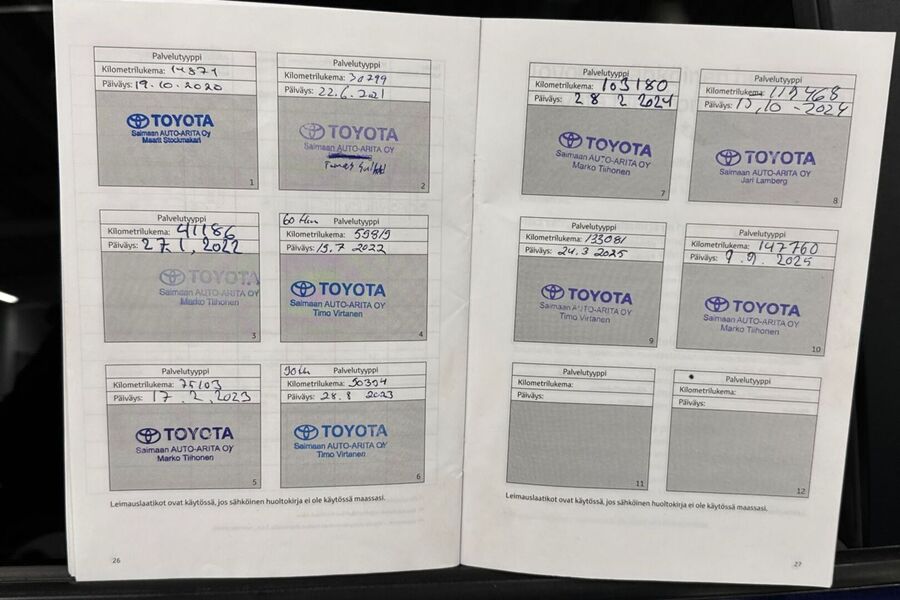 Palvelutyyppi
Kilometrilukema: 14871
Päiväys: 19.10.2020
TOYOTA
Saimaan AUTO-ARITA Oy
Maarit Stockmakari
1
Palvelutyyppi
Kilometrilukema: 30299
Päiväys: 22.6.2021
TOYOTA
Saimaan AUTO-ARITA OY
2
Palvelutyyppi
Kilometrilukema: 41186
Päiväys: 27.1.2022
TOYOTA
Saimaan AUTO-ARITA OY
Marko Tiihonen
3
Palvelutyyppi
Kilometrilukema: 59819
Päiväys: 15.7 2022
TOYOTA
Saimaan AUTO-ARITA OY
Timo Virtanen
4
Palvelutyyppi
Kilometrilukema: 75103
Päiväys: 17.2.2023
TOYOTA
Saimaan AUTO-ARITA OY
Marko Tiihonen
5
Palvelutyyppi
Kilometrilukema: 90394
Päiväys: 28.8 2023
TOYOTA
Saimaan AUTO-ARITA OY
Timo Virtanen
6
Leimauslaatikot ovat käytössä, jos sähköinen huoltokirja ei ole käytössä maassasi.
26
Palvelutyyppi
Kilometrilukema: 103180
Päiväys: 28 2 2024
TOYOTA
Saimaan AUTO-ARITA OY
Marko Tiihonen
7
Palvelutyyppi
Kilometrilukema: 119468
Päiväys: 15.10-2024
TOYOTA
Saimaan AUTO-ARITA OY
Jari Lamberg
8
Palvelutyyppi
Kilometrilukema: 133081
Päiväys: 24.3 2025
TOYOTA
Saimaan AUTO-ARITA OY
Timo Virtanen
9
Palvelutyyppi
Kilometrilukema: 147760
Päiväys: 9.9.2025
TOYOTA
Saimaan AUTO-ARITA OY
Marko Tiihonen
10
Palvelutyyppi
Kilometrilukema:
Päiväys:
11
Palvelutyyppi
Kilometrilukema:
Päiväys:
12
Leimauslaatikot ovat käytössä, jos sähköinen huoltokirja ei ole käytössä maassasi.
27